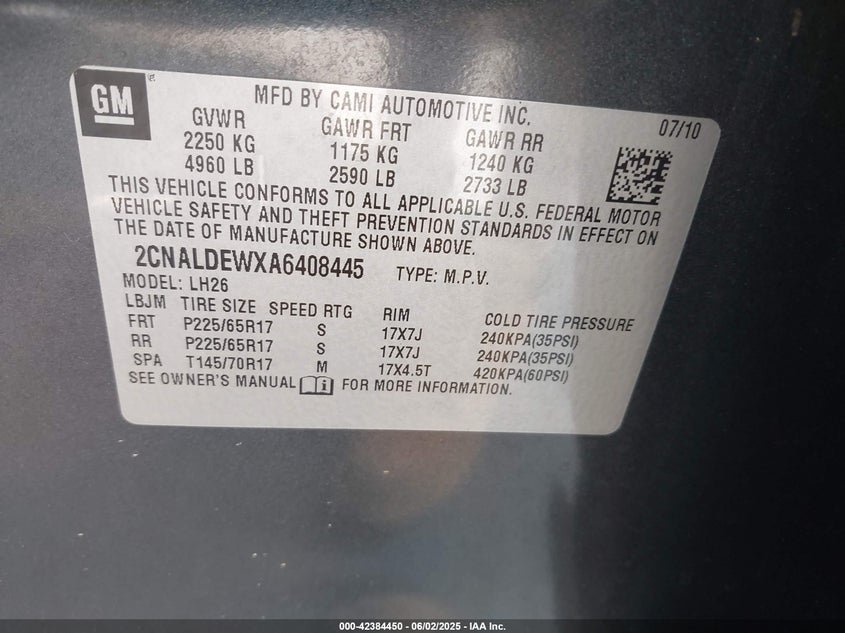 GM
MFD BY CAMI AUTOMOTIVE INC. 07/10
GVWR GAWR FRT GAWR RR
2250 KG 1175 KG 1240 KG
4960 LB 2590 LB 2733 LB
THIS VEHICLE CONFORMS TO ALL APPLICABLE U.S. FEDERAL MOTOR
VEHICLE SAFETY AND THEFT PREVENTION STANDARDS IN EFFECT ON
THE DATE OF MANUFACTURE SHOWN ABOVE.
2CNALDEWXA6408445 TYPE: M.P.V.
MODEL: LH26
LBJM TIRE SIZE SPEED RTG RIM COLD TIRE PRESSURE
FRT P225/65R17 S 17X7J 240KPA(35PSI)
RR P225/65R17 S 17X7J 240KPA(35PSI)
SPA T145/70R17 M 17X4.5T 420KPA(60PSI)
SEE OWNER'S MANUAL FOR MORE INFORMATION.
000-42384450 - 06/02/2025 - IAA Inc.